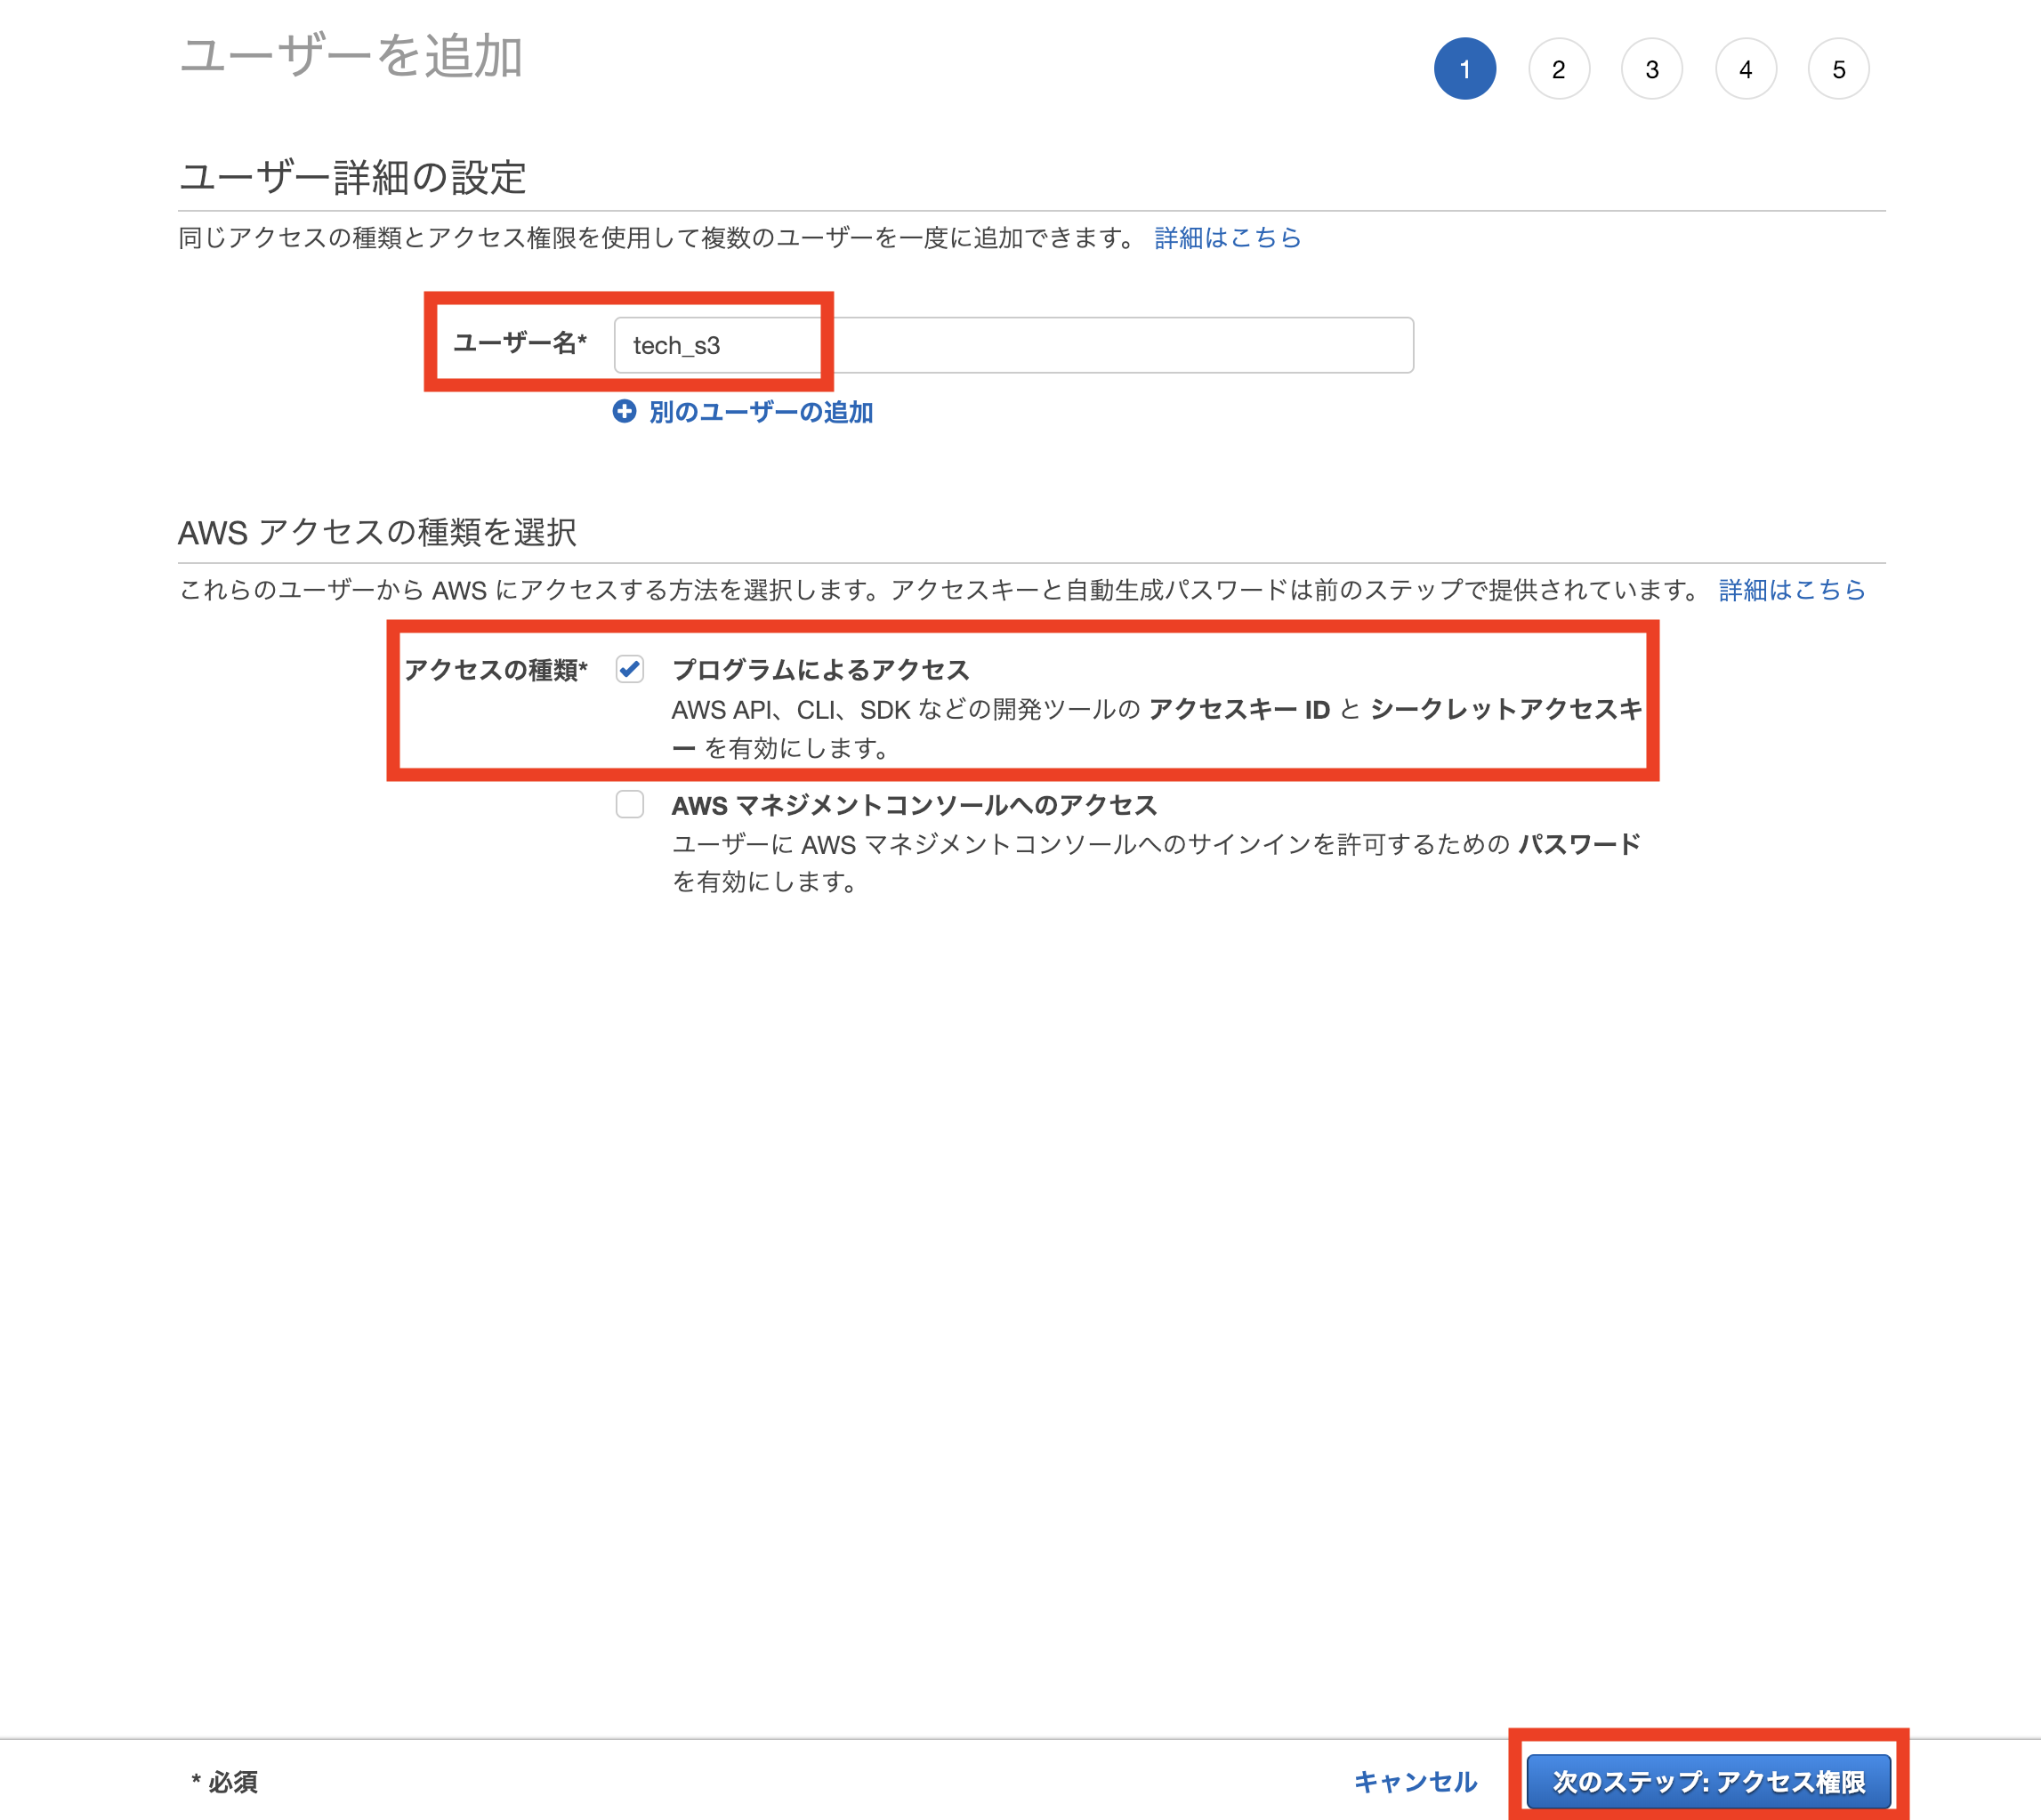 ユーザーを追加
1 2 3 4 5
ユーザー詳細の設定
同じアクセスの種類とアクセス権限を使用して複数のユーザーを一度に追加できます。 詳細はこちら
ユーザー名* tech_s3
別のユーザーの追加
AWS アクセスの種類を選択
これらのユーザーから AWS にアクセスする方法を選択します。アクセスキーと自動生成パスワードは前のステップで提供されています。 詳細はこちら
アクセスの種類* プログラムによるアクセス
AWS API、CLI、SDK などの開発ツールの アクセスキー ID と シークレットアクセスキ
ー を有効にします。
AWS マネジメントコンソールへのアクセス
ユーザーに AWS マネジメントコンソールへのサインインを許可するための パスワード
を有効にします。
* 必須 キャンセル 次のステップ: アクセス権限